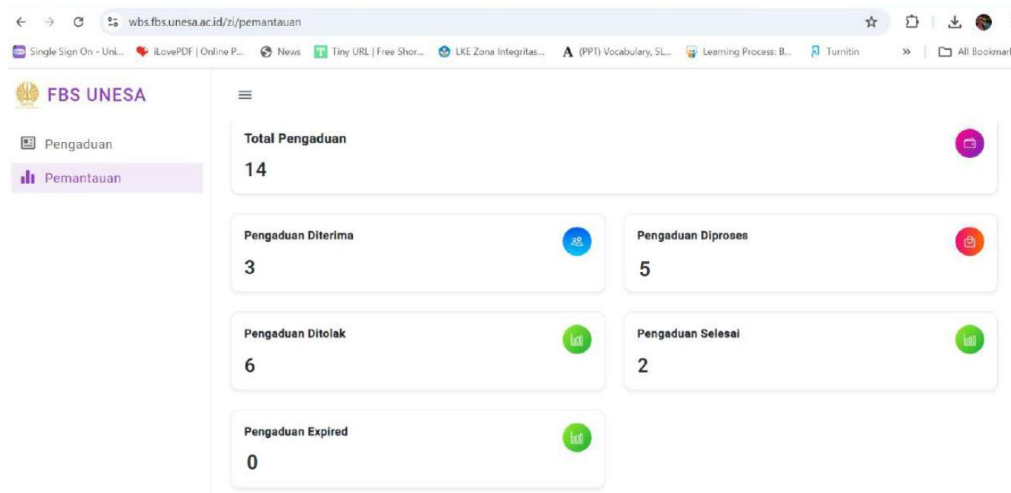 wbs.fbs.unesa.ac.id/zi/pemantauan
Single Sign On - Uni... iLovePDF | Online P... News Tiny URL | Free Shor... LKE Zona Integritas... (PPT) Vocabulary, SL... Learning Process: B... Turnitin » All Bookmar
FBS UNESA
Pengaduan
Pemantauan
Total Pengaduan
14
Pengaduan Diterima
3
Pengaduan Diproses
5
Pengaduan Ditolak
6
Pengaduan Selesai
2
Pengaduan Expired
0